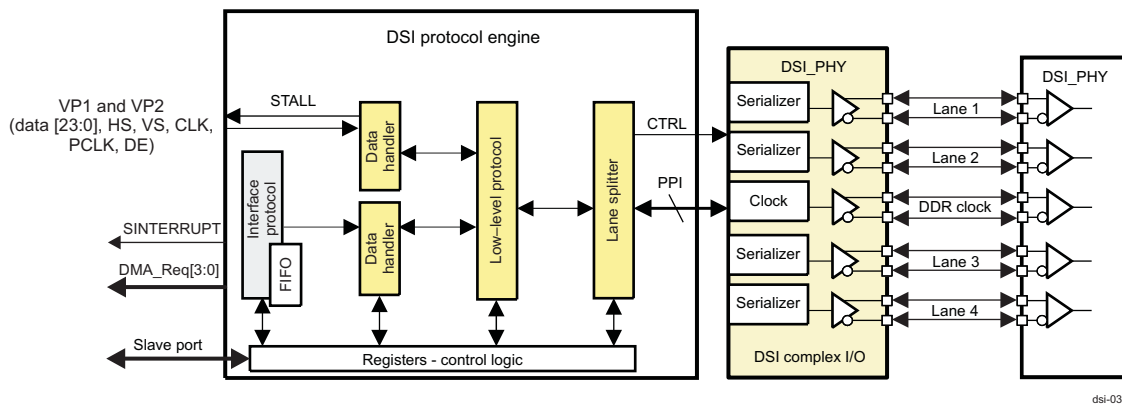 DSI protocol engine
VP1 and VP2
(data [23:0], HS, VS, CLK,
PCLK, DE)
STALL
Data
handler
Interface
protocol
FIFO
Data
handler
Low–level protocol
Lane splitter
CTRL
PPI
SINTERRUPT
DMA_Req[3:0]
Slave port
Registers - control logic
DSI_PHY
Serializer
Serializer
Clock
Serializer
Serializer
DSI complex I/O
Lane 1
Lane 2
DDR clock
Lane 3
Lane 4
DSI_PHY
dsi-03